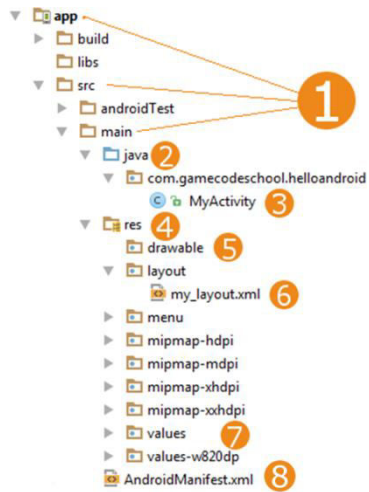 app
build
libs
src
1
androidTest
main
java 2
com.gamecodeschool.helloandroid
C MyActivity 3
res 4
drawable 5
layout
my_layout.xml 6
menu
mipmap-hdpi
mipmap-mdpi
mipmap-xhdpi
mipmap-xxhdpi
values 7
values-w820dp
AndroidManifest.xml 8